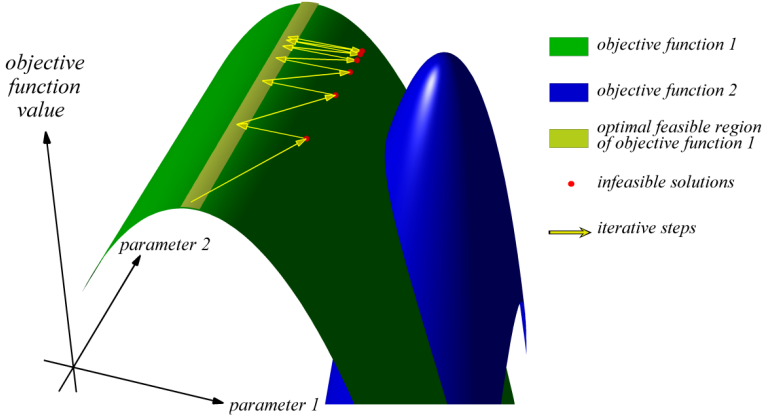 objective
function
value
parameter 2
parameter 1
objective function 1
objective function 2
optimal feasible region
of objective function 1
infeasible solutions
iterative steps